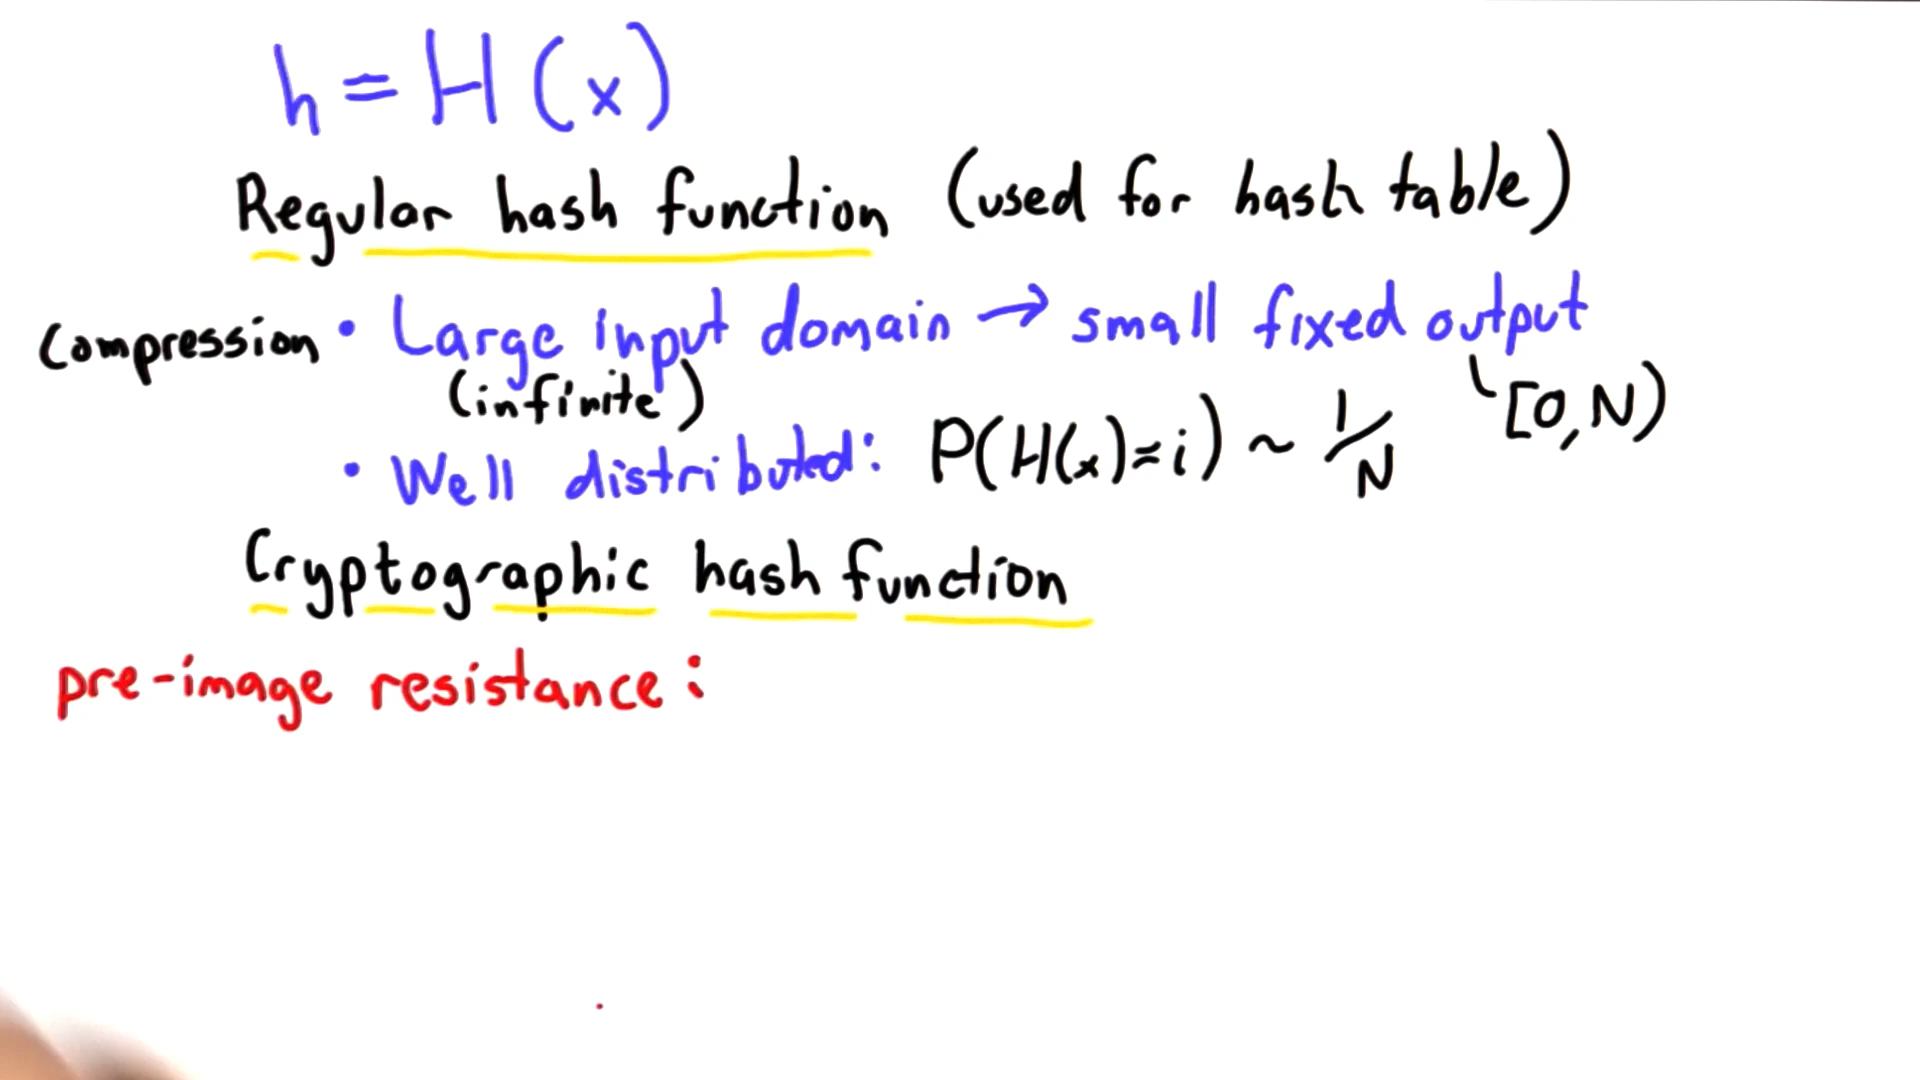 h = H(x)
Regular hash function (used for hash table)
Compression • Large input domain → small fixed output
(infinite) [0,N)
• Well distributed: P(H(x)=i) ~ 1/N
Cryptographic hash function
pre-image resistance: